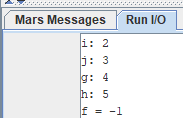 Mars Messages Run I/O
i: 2
j: 3
g: 4
h: 5
f = -1